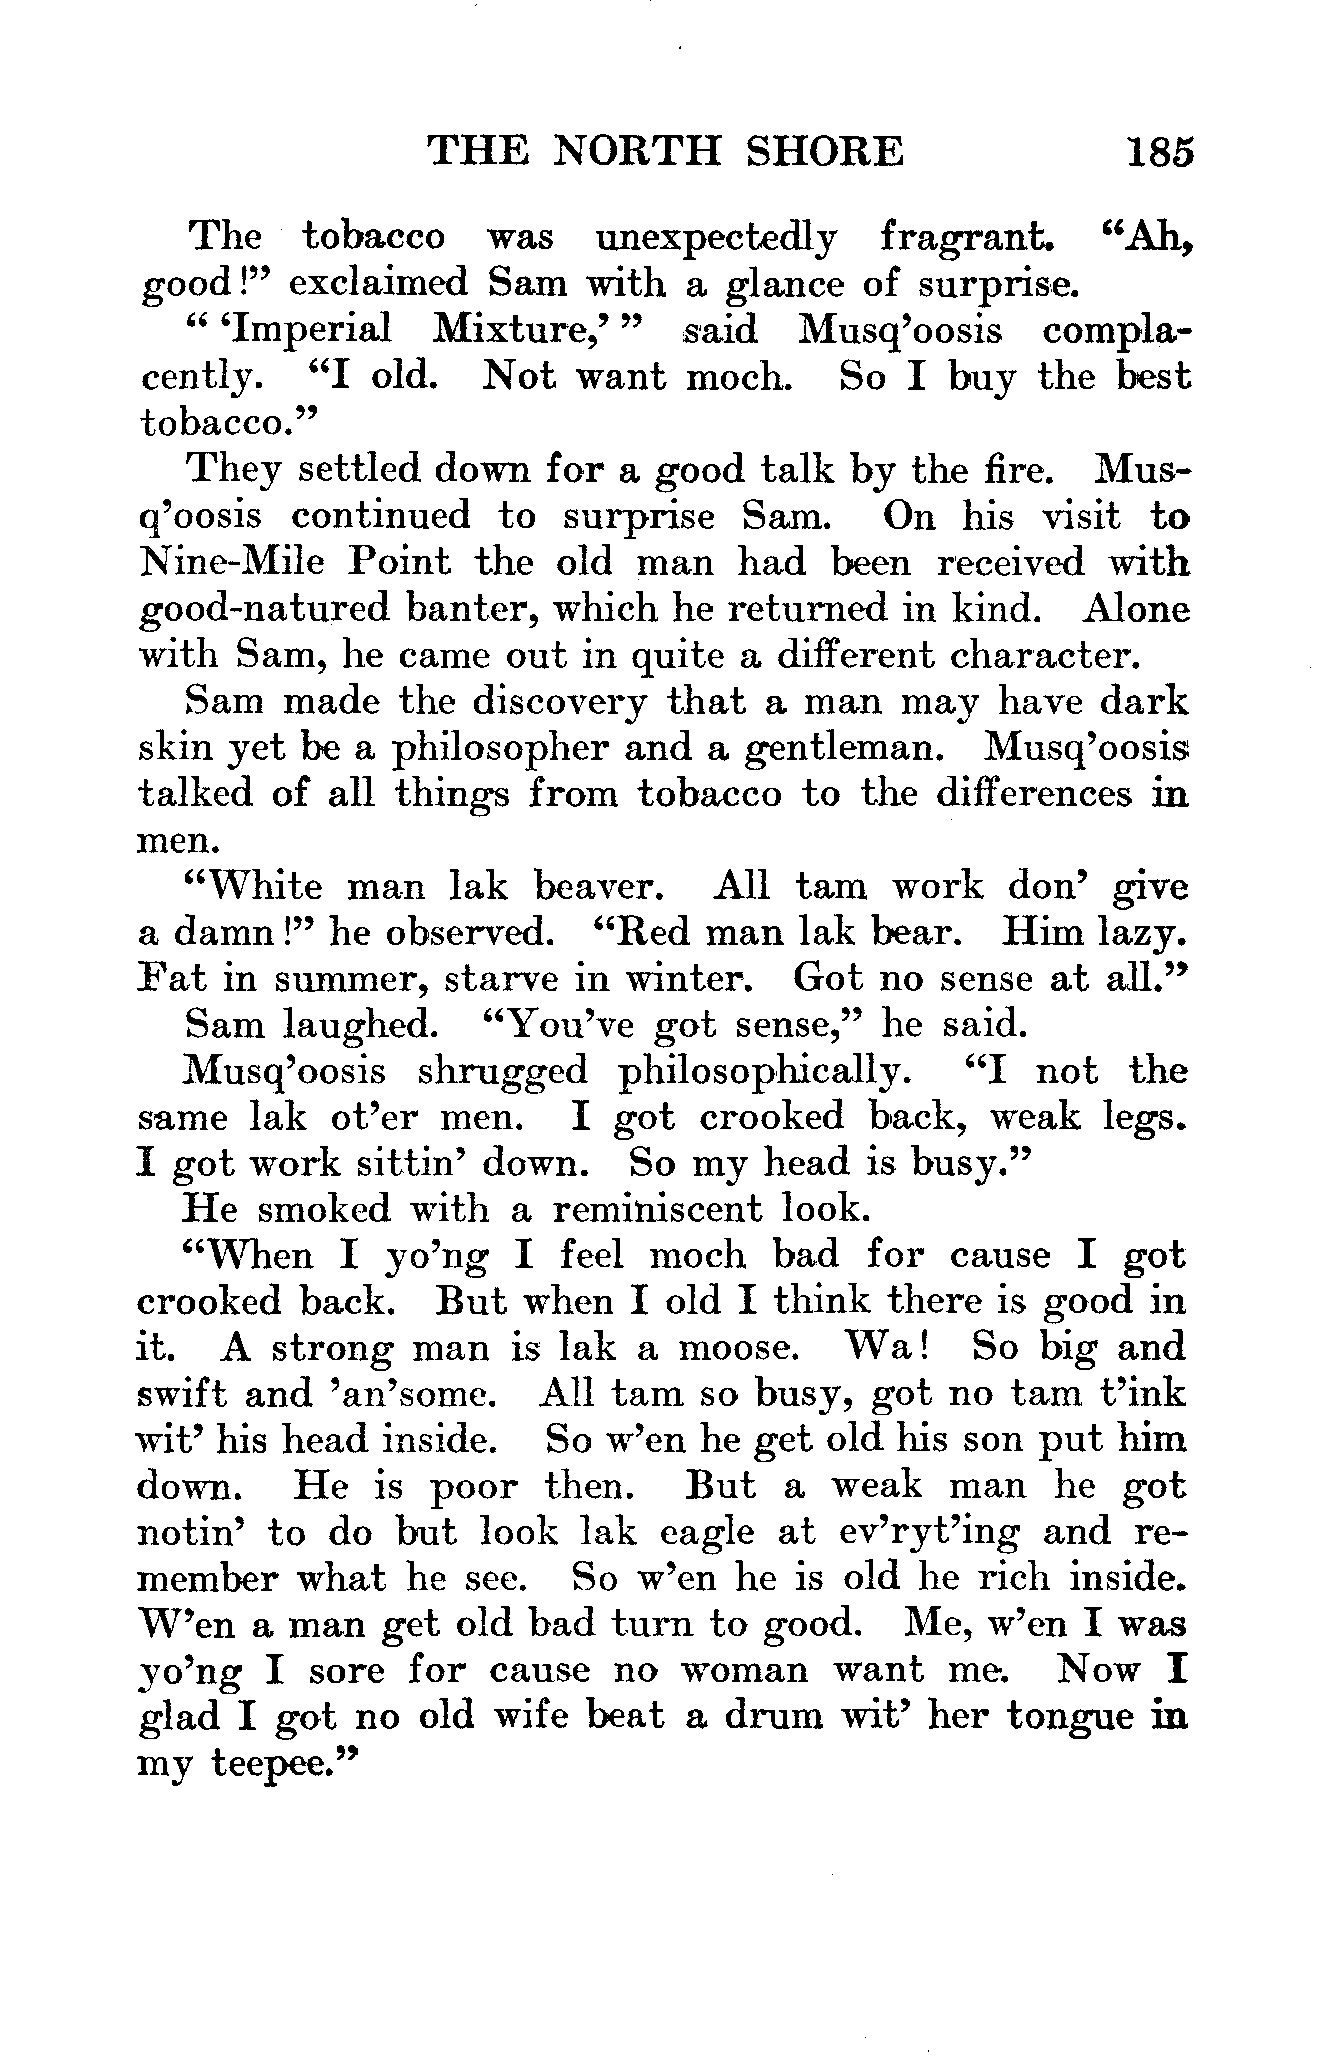 THE NORTH SHORE 185
The tobacco was unexpectedly fragrant. “Ah,
good!” exclaimed Sam with a glance of surprise.
“ ‘Imperial Mixture,’ ” said Musq’oosis compla-
cently. “I old. Not want moch. So I buy the best
tobacco.”
They settled down for a good talk by the fire. Mus-
q’oosis continued to surprise Sam. On his visit to
Nine-Mile Point the old man had been received with
good-natured banter, which he returned in kind. Alone
with Sam, he came out in quite a different character.
Sam made the discovery that a man may have dark
skin yet be a philosopher and a gentleman. Musq’oosis
talked of all things from tobacco to the differences in
men.
“White man lak beaver. All tam work don’ give
a damn!” he observed. “Red man lak bear. Him lazy.
Fat in summer, starve in winter. Got no sense at all.”
Sam laughed. “You’ve got sense,” he said.
Musq’oosis shrugged philosophically. “I not the
same lak ot’er men. I got crooked back, weak legs.
I got work sittin’ down. So my head is busy.”
He smoked with a reminiscent look.
“When I yo’ng I feel moch bad for cause I got
crooked back. But when I old I think there is good in
it. A strong man is lak a moose. Wa! So big and
swift and ’an’some. All tam so busy, got no tam t’ink
wit’ his head inside. So w’en he get old his son put him
down. He is poor then. But a weak man he got
notin’ to do but look lak eagle at ev’ryt’ing and re-
member what he see. So w’en he is old he rich inside.
W’en a man get old bad turn to good. Me, w’en I was
yo’ng I sore for cause no woman want me. Now I
glad I got no old wife beat a drum wit’ her tongue in
my teepee.”